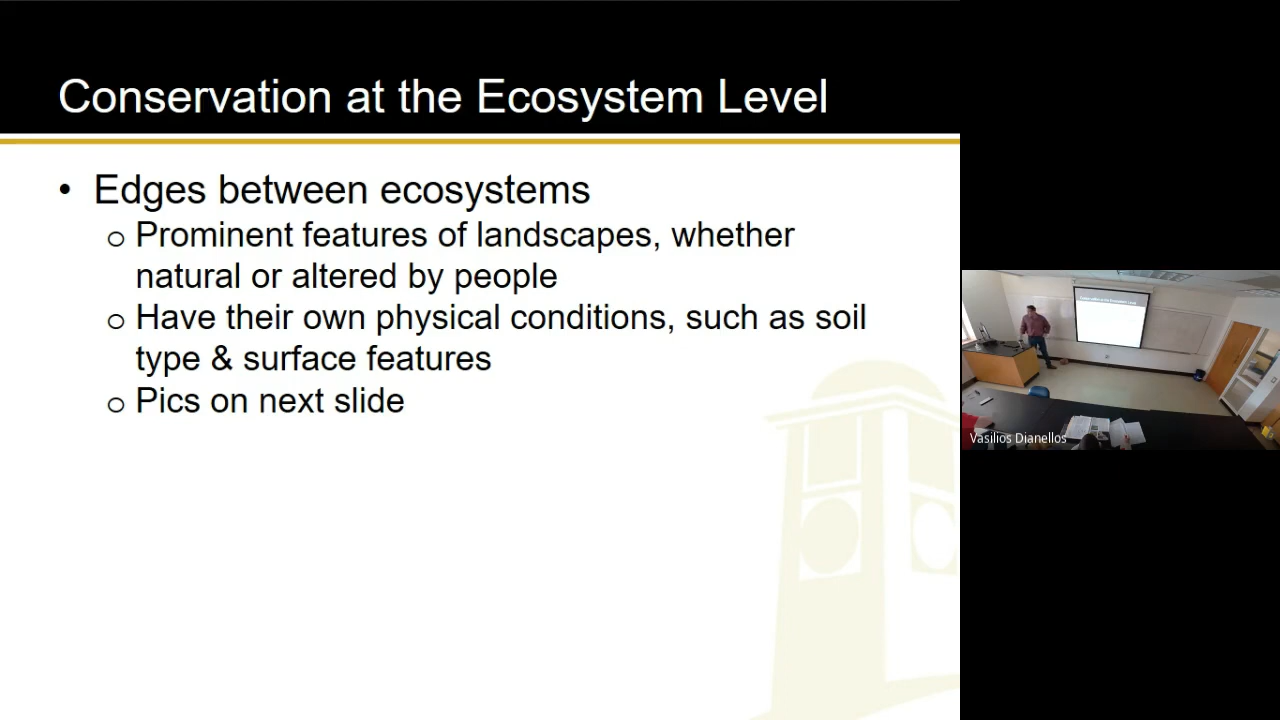 Conservation at the Ecosystem Level
• Edges between ecosystems
o Prominent features of landscapes, whether
natural or altered by people
o Have their own physical conditions, such as soil
type & surface features
o Pics on next slide
Vasilios Dianellos